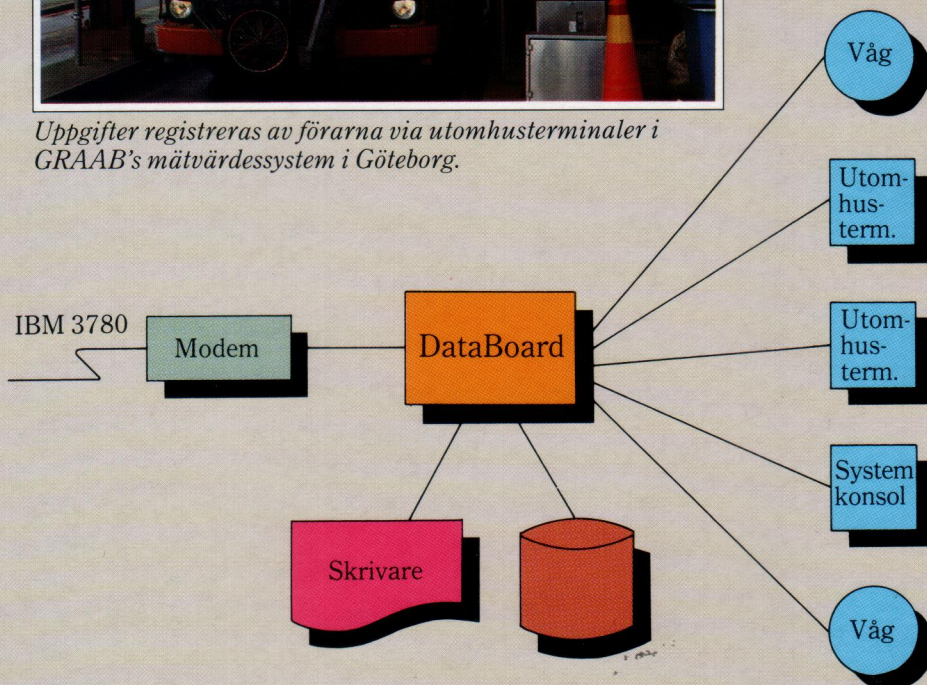 Uppgifter registreras av förarna via utomhusterminaler i
GRAAB's mätvärdessystem i Göteborg.
Våg
Utom-
hus-
term.
IBM 3780
Modem
DataBoard
Utom-
hus-
term.
System
konsol
Skrivare
Våg